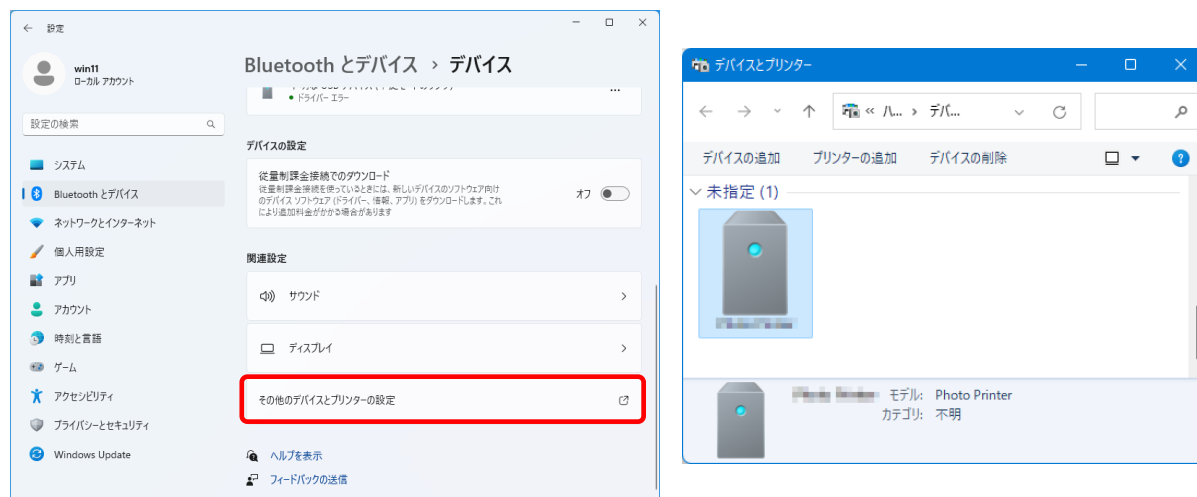 設定
win11
ローカル アカウント
設定の検索
システム
Bluetooth とデバイス
ネットワークとインターネット
個人用設定
アプリ
アカウント
時刻と言語
ゲーム
アクセシビリティ
プライバシーとセキュリティ
Windows Update
Bluetooth とデバイス › デバイス
ドライバー エラー
デバイスの設定
従量制課金接続でのダウンロード
従量制課金接続を使っているときには、新しいデバイスのソフトウェア向け
のデバイス ソフトウェア (ドライバー、情報、アプリ) をダウンロードします。これ
により追加料金がかかる場合があります
オフ
関連設定
サウンド
ディスプレイ
その他のデバイスとプリンターの設定
ヘルプを表示
フィードバックの送信
デバイスとプリンター
« ハ... › デバ...
デバイスの追加 プリンターの追加 デバイスの削除
未指定 (1)
モデル: Photo Printer
カテゴリ: 不明